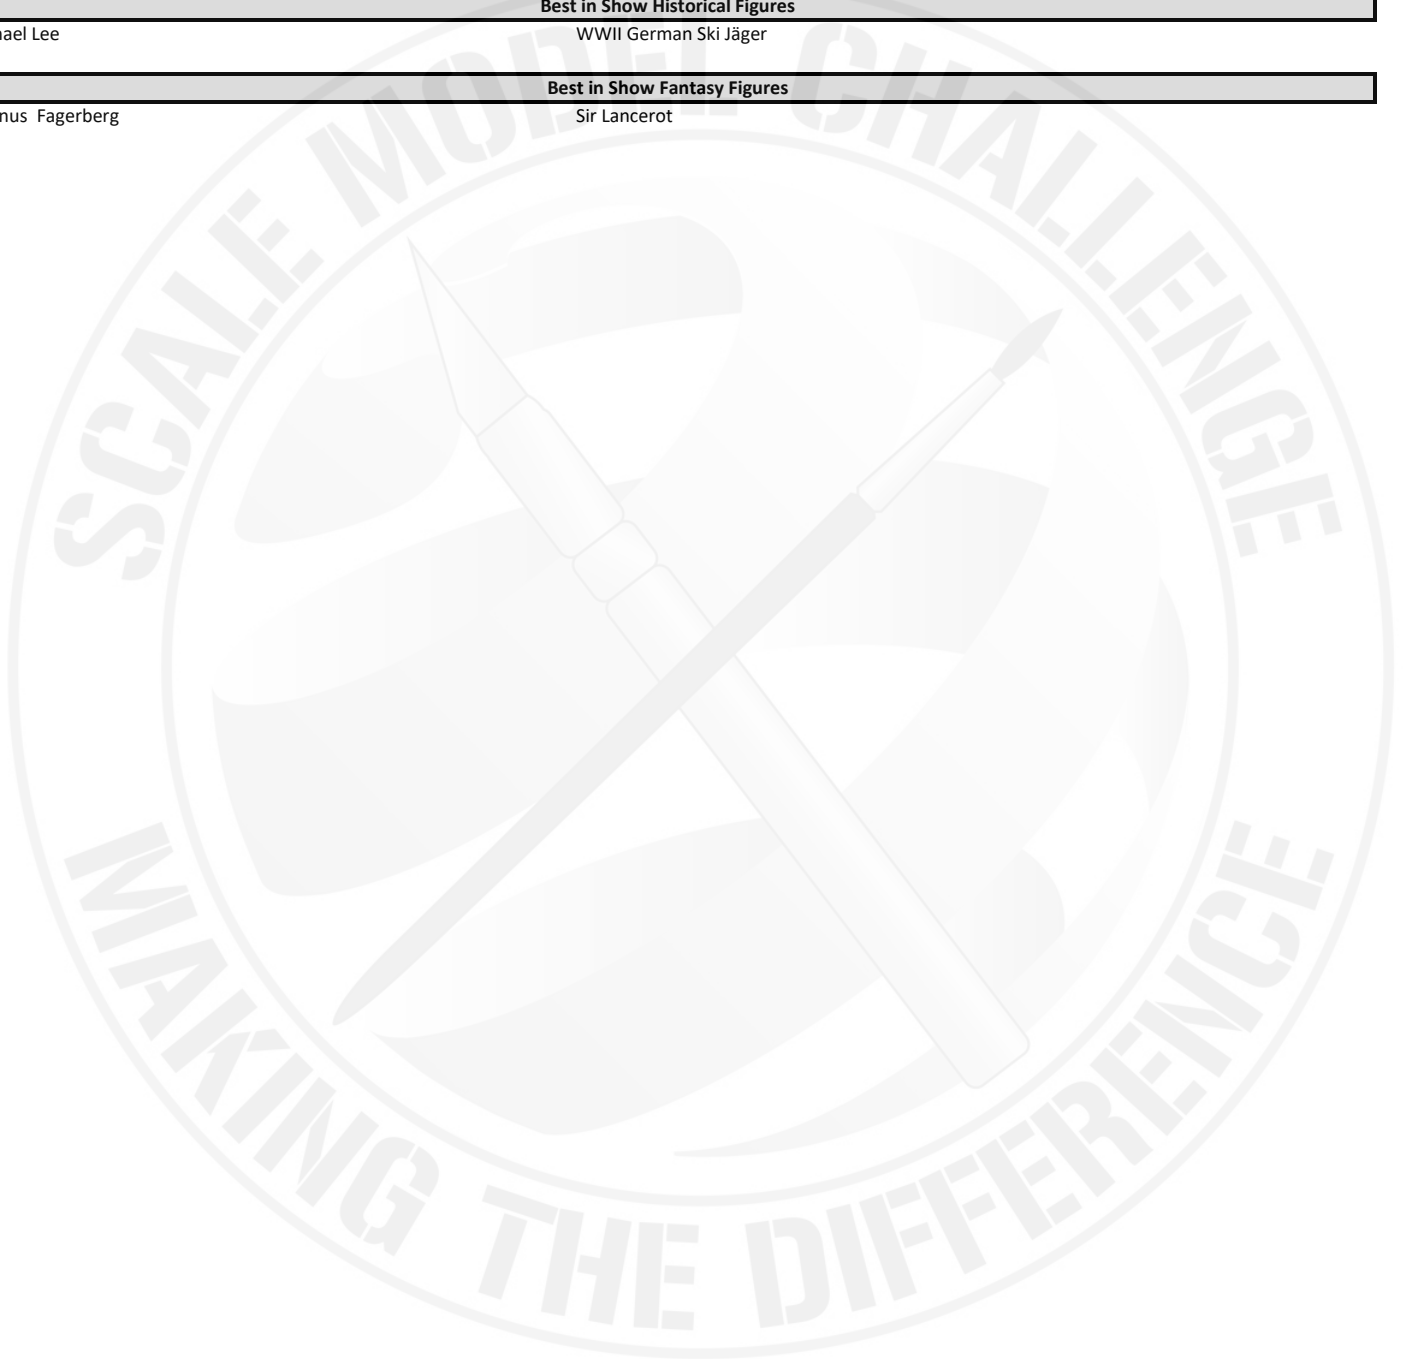 Best in Show Historical Figures
ael Lee WWII German Ski Jäger
Best in Show Fantasy Figures
nus Fagerberg Sir Lancerot
SCALE MODEL CHALLENGE
MAKING THE DIFFERENCE